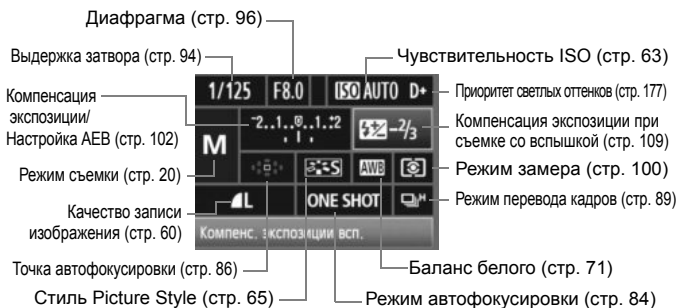 Диафрагма (стр. 96)
Выдержка затвора (стр. 94)
Чувствительность ISO (стр. 63)
1/125 F8.0 ISO AUTO D+
Приоритет светлых оттенков (стр. 177)
Компенсация
экспозиции/
Настройка AEB (стр. 102)
-2..1..0..1..+2
-2/3
Компенсация экспозиции при
съемке со вспышкой (стр. 109)
M
Режим съемки (стр. 20)
S AWB
Режим замера (стр. 100)
Качество записи
изображения (стр. 60)
L ONE SHOT H
Режим перевода кадров (стр. 89)
Компенс. экспозиции всп.
Точка автофокусировки (стр. 86)
Баланс белого (стр. 71)
Стиль Picture Style (стр. 65)
Режим автофокусировки (стр. 84)